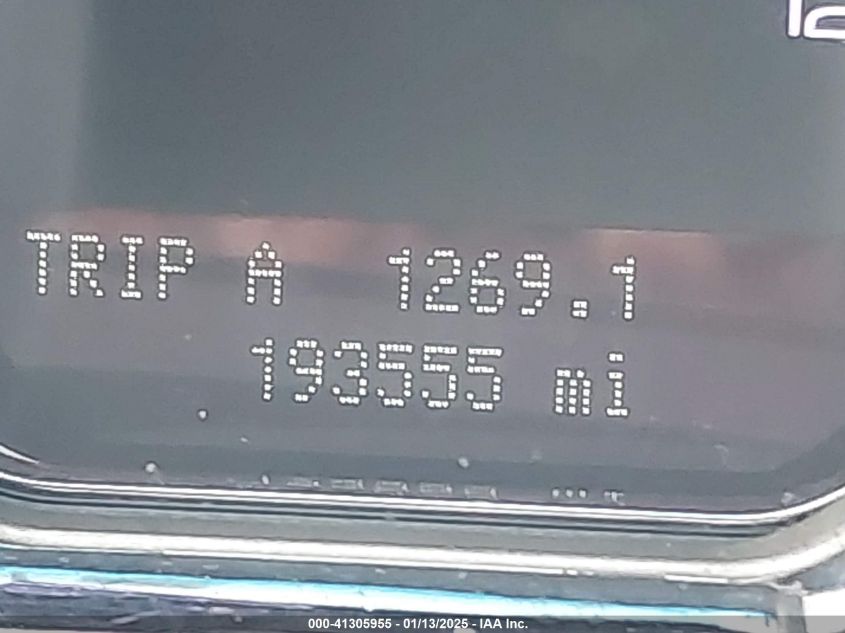 TRIP A 1269.1
193555 mi
000-41305955 - 01/13/2025 - IAA Inc.